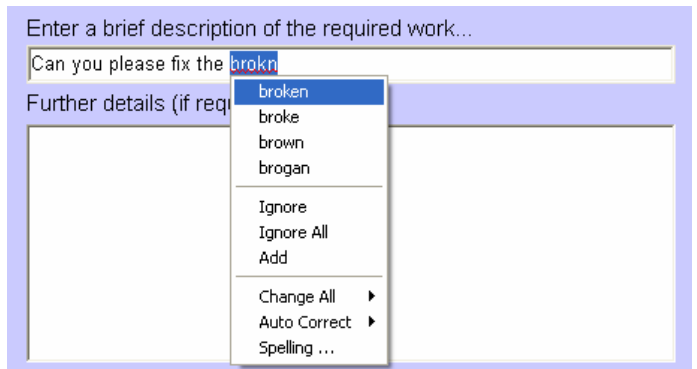 Enter a brief description of the required work...
Can you please fix the brokn
Further details (if requ
broken
broke
brown
brogan
Ignore
Ignore All
Add
Change All
Auto Correct
Spelling ...